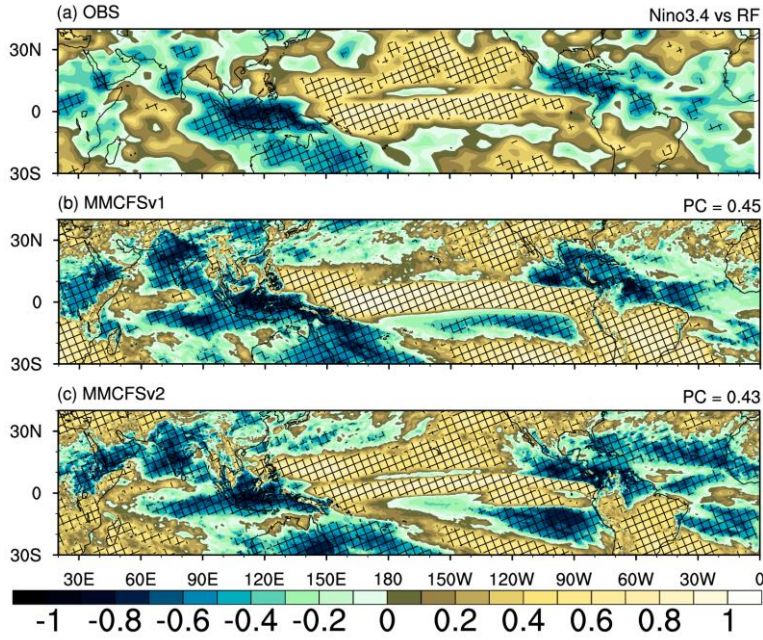 (a) OBS Nino3.4 vs RF
30N
0
30S
(b) MMCFSv1 PC = 0.45
30N
0
30S
(c) MMCFSv2 PC = 0.43
30N
0
30S
30E 60E 90E 120E 150E 180 150W 120W 90W 60W 30W 0
-1 -0.8 -0.6 -0.4 -0.2 0 0.2 0.4 0.6 0.8 1